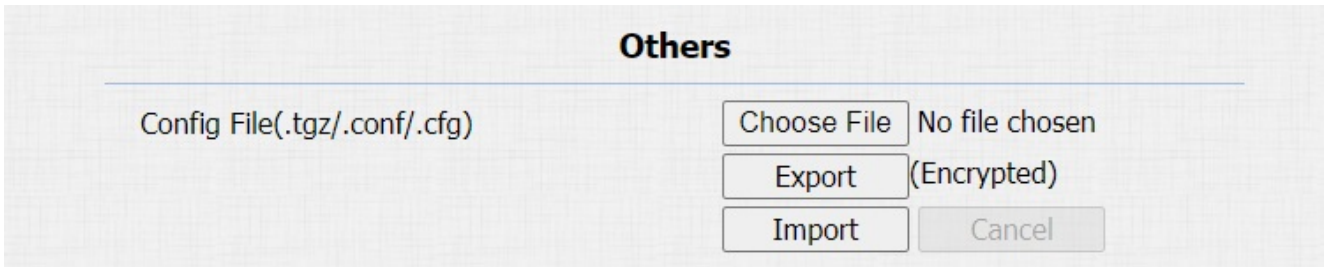 Others
Config File(.tgz/.conf/.cfg) Choose File No file chosen
Export (Encrypted)
Import Cancel